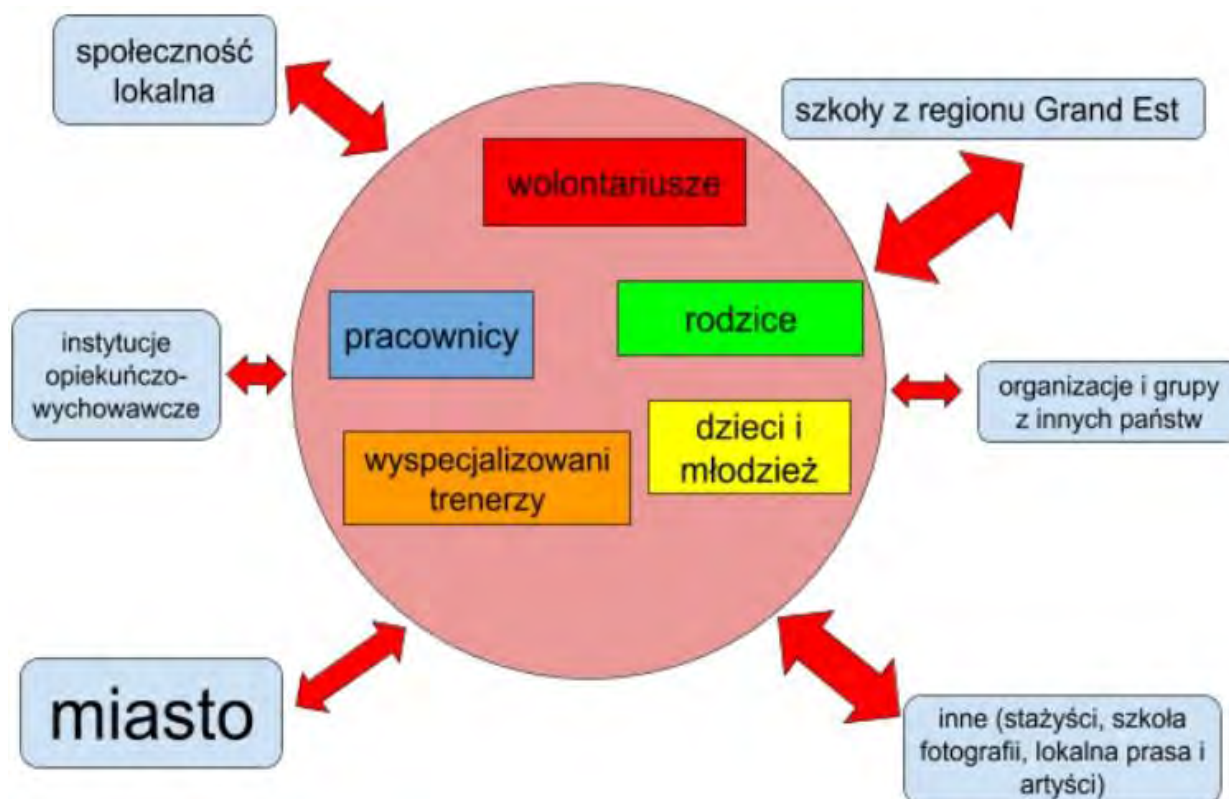 społeczność
lokalna
szkoły z regionu Grand Est
wolontariusze
pracownicy
rodzice
instytucje
opiekuńczo-
wychowawcze
organizacje i grupy
z innych państw
wyspecjalizowani
trenerzy
dzieci i
młodzież
miasto
inne (stażyści, szkoła
fotografii, lokalna prasa i
artyści)